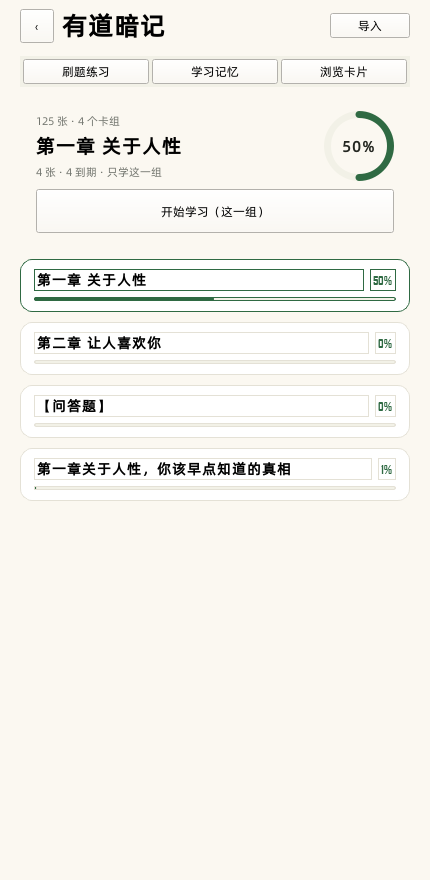 ‹ 有道暗记 导入
刷题练习 学习记忆 浏览卡片
125 张 · 4 个卡组
第一章 关于人性
4 张 · 4 到期 · 只学这一组
50%
开始学习（这一组）
第一章 关于人性 50%
第二章 让人喜欢你 0%
【问答题】 0%
第一章关于人性，你该早点知道的真相 1%